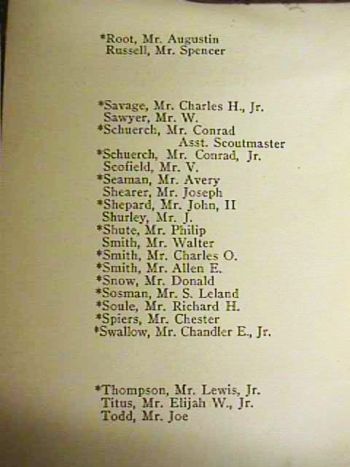 *Root, Mr. Augustin
Russell, Mr. Spencer
*Savage, Mr. Charles H., Jr.
Sawyer, Mr. W.
*Schuerch, Mr. Conrad
Asst. Scoutmaster
*Schuerch, Mr. Conrad, Jr.
Scofield, Mr. V.
*Seaman, Mr. Avery
Shearer, Mr. Joseph
*Shepard, Mr. John, II
Shurley, Mr. J.
*Shute, Mr. Philip
Smith, Mr. Walter
*Smith, Mr. Charles O.
*Smith, Mr. Allen E.
*Snow, Mr. Donald
*Sosman, Mr. S. Leland
*Soule, Mr. Richard H.
*Spiers, Mr. Chester
*Swallow, Mr. Chandler E., Jr.
*Thompson, Mr. Lewis, Jr.
Titus, Mr. Elijah W., Jr.
Todd, Mr. Joe